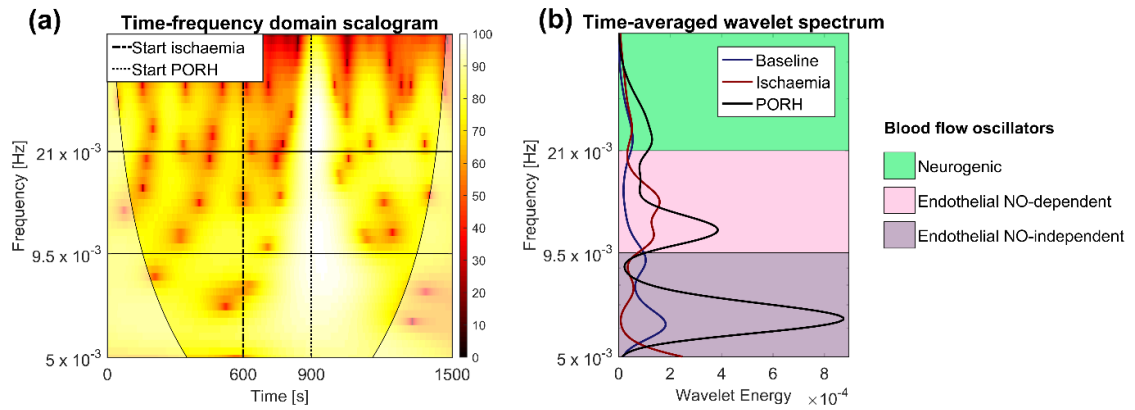 (a)
Time-frequency domain scalogram
Start ischaemia
Start PORH
Frequency [Hz]
21 x 10⁻³
9.5 x 10⁻³
5 x 10⁻³
0
600
900
1500
Time [s]
100
90
80
70
60
50
40
30
20
10
0
(b)
Time-averaged wavelet spectrum
Baseline
Ischaemia
PORH
Frequency [Hz]
21 x 10⁻³
9.5 x 10⁻³
5 x 10⁻³
0
2
4
6
8
Wavelet Energy
×10⁻⁴
Blood flow oscillators
Neurogenic
Endothelial NO-dependent
Endothelial NO-independent